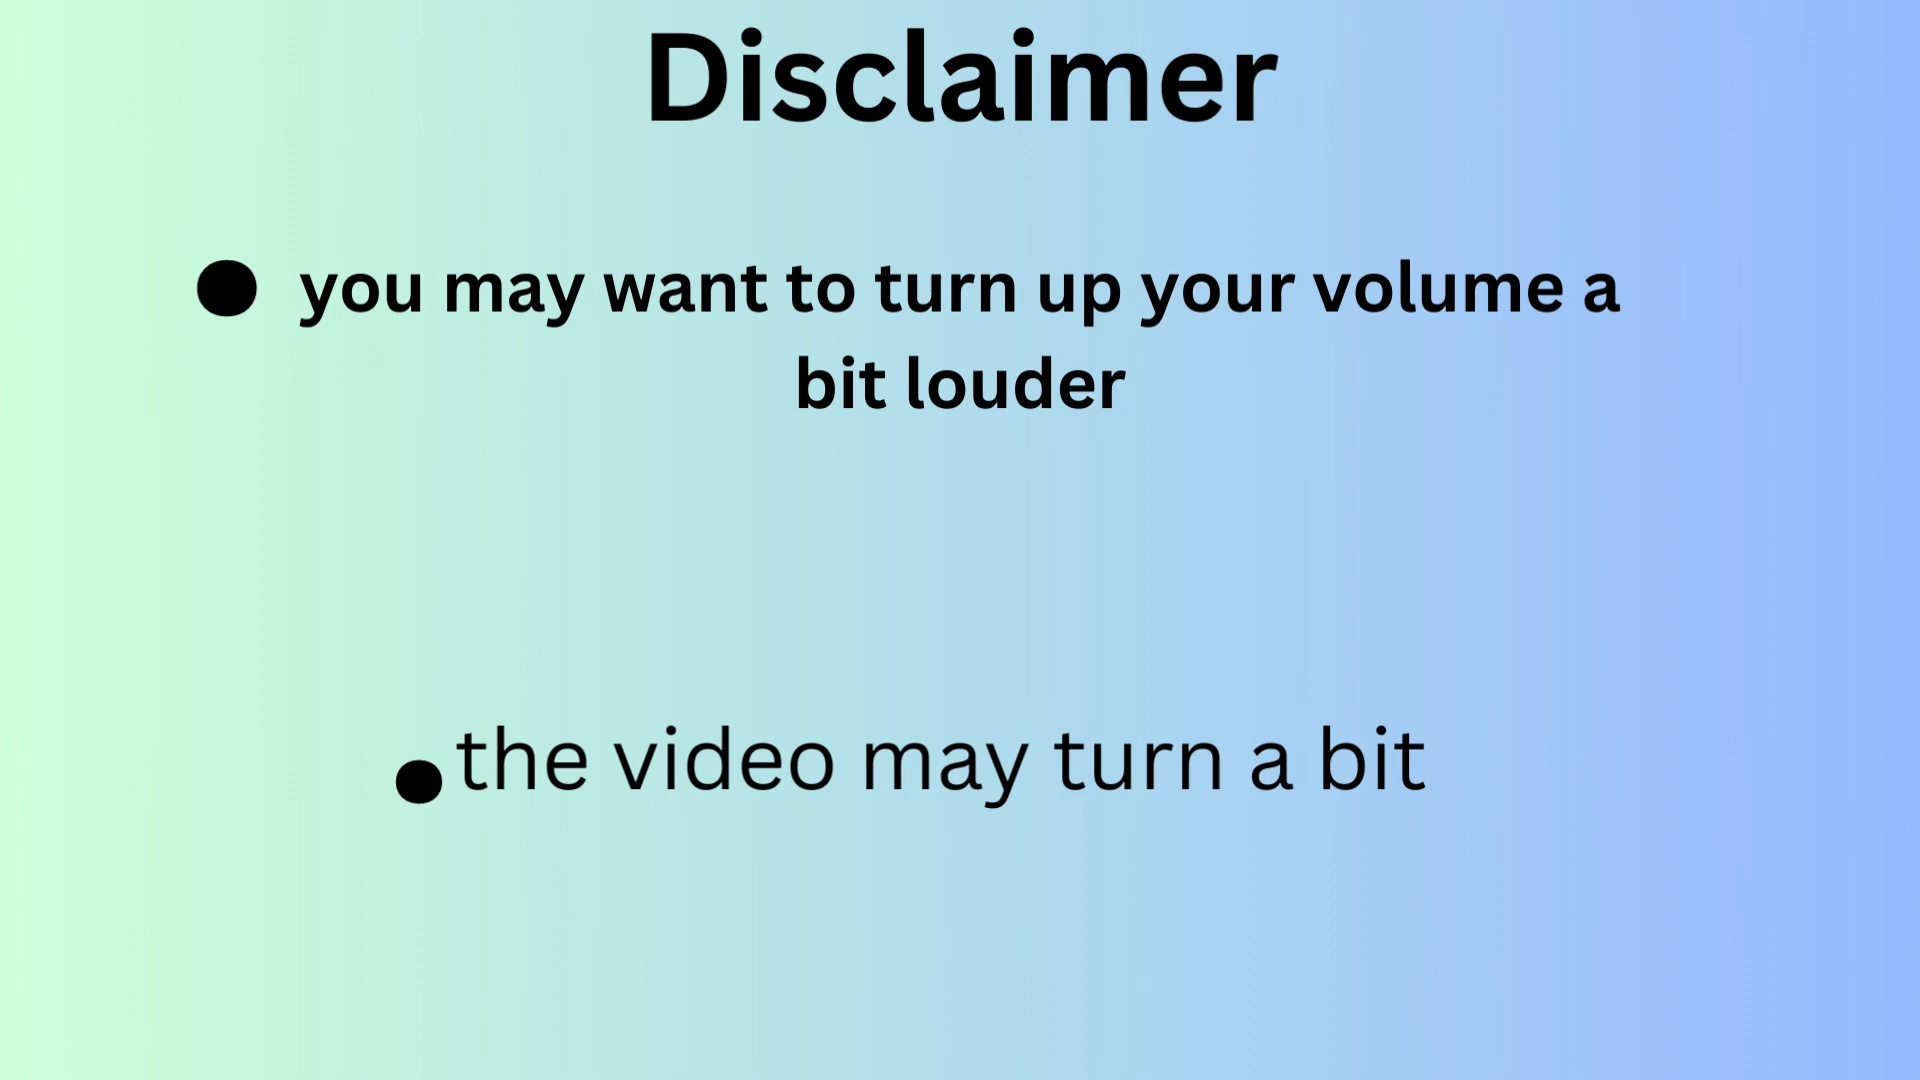 Disclaimer
you may want to turn up your volume a
bit louder
the video may turn a bit